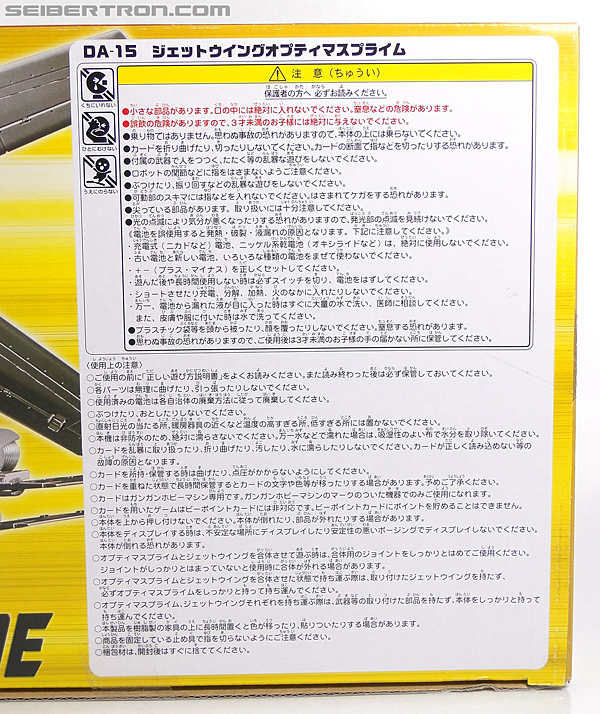 SEIBERTRON.COM
DA-15 ジェットウイングオプティマスプライム
注 意 (ちゅうい)
保護者の方へ 必ずお読みください。
くちにいれない
ひとにむけない
うえにのらない
●小さな部品があります。口の中には絶対に入れないでください。窒息などの危険があります。
●誤飲の危険がありますので、3才未満のお子様には絶対に与えないでください。
●乗り物ではありません。思わぬ事故の恐れがありますので、本体の上には乗らないでください。
●カードを折り曲げたり、切ったりしないでください。カードの断面で指などを切ったりする恐れがあります。
●付属の武器で人をつつく、たたく等の乱暴な遊びをしないでください。
●ロボットの関節などに指をはさまないようご注意ください。
●ぶつけたり、振り回すなどの乱暴な遊びをしないでください。
●可動部のスキマには指などを入れないでください。はさまれてケガをする恐れがあります。
●尖っている部品があります。取り扱いには十分注意してください。
●光の点滅により気分が悪くなったりする恐れがありますので、発光部の点滅を見続けないでください。
《電池を誤使用すると発熱・破裂・液漏れの原因となります。下記に注意してください。》
・充電式(ニカドなど)電池、ニッケル系乾電池(オキシライドなど)は、絶対に使用しないでください。
・古い電池と新しい電池、いろいろな種類の電池をまぜて使わないでください。
・+-(プラス・マイナス)を正しくセットしてください。
・遊んだ後や長時間使用しない時は必ずスイッチを切り、電池をはずしてください。
・ショートさせたり充電、分解、加熱、火のなかに入れたりしないでください。
・万一、電池から漏れた液が目に入った時はすぐに大量の水で洗い、医師に相談してください。
また、皮膚や服に付いた時は水で洗ってください。
●プラスチック袋等を頭から被ったり、顔を覆ったりしないでください。窒息する恐れがあります。
●思わぬ事故の恐れがありますので、ご使用後は3才未満のお子様の手の届かない所に保管してください。
(使用上の注意)
○ご使用の前に「正しい遊び方説明書」をよくお読みください。また読み終わった後は必ず保管しておいてください。
○各パーツは無理に曲げたり、引っ張ったりしないでください。
○使用済みの電池は各自治体の廃棄方法に従って廃棄してください。
○ぶつけたり、おとしたりしないでください。
○直射日光の当たる所、暖房器具の近くなど温度の高すぎる所、低すぎる所には置かないでください。
○本機は非防水のため、絶対に濡らさないでください。万一水などで濡れた場合は、吸湿性のよい布で水分を取り除いてください。
○カードを乱暴に取り扱ったり、折り曲げたり、汚したり、水に濡らしたりしないでください。カードが正しく読み込めない等の
故障の原因となります。
○カードを所持・保管する時は曲げたり、点圧がかからないようにしてください。
○カードを重ねた状態で長時間保管するとカードの文字や色等が移ったりする場合があります。予めご了承ください。
○カードはガンガンホビーマシン専用です。ガンガンホビーマシンのマークのついた機器でのみご使用になれます。
○カードを用いたゲームはビーポイントカードには非対応です。ビーポイントカードにポイントを貯めることはできません。
○本体を上から押し付けないでください。本体が倒れたり、部品が外れたりする場合があります。
○本体をディスプレイする時は、不安定な場所にディスプレイしたり安定性の悪いポージングでディスプレイしないでください。
本体が倒れる恐れがあります。
○オプティマスプライムとジェットウイングを合体させて遊ぶ時は、合体用のジョイントをしっかりとはめてご使用ください。
ジョイントがしっかりとはまっていないと使用時に合体が外れる場合があります。
○オプティマスプライムとジェットウイングを合体させた状態で持ち運ぶ際は、取り付けたジェットウイングを持たず、
必ずオプティマスプライムをしっかりと持って持ち運んでください。
○オプティマスプライム、ジェットウイングそれぞれを持ち運ぶ際は、武器等の取り付けた部品を持たず、本体をしっかりと持って
持ち運んでください。
○本製品を樹脂製の家具の上に長時間置くと色が移ったり、貼りついたりする場合があります。
○商品を固定している止め具で指を切らないようにご注意ください。
○梱包材は、開封後はすぐに捨ててください。